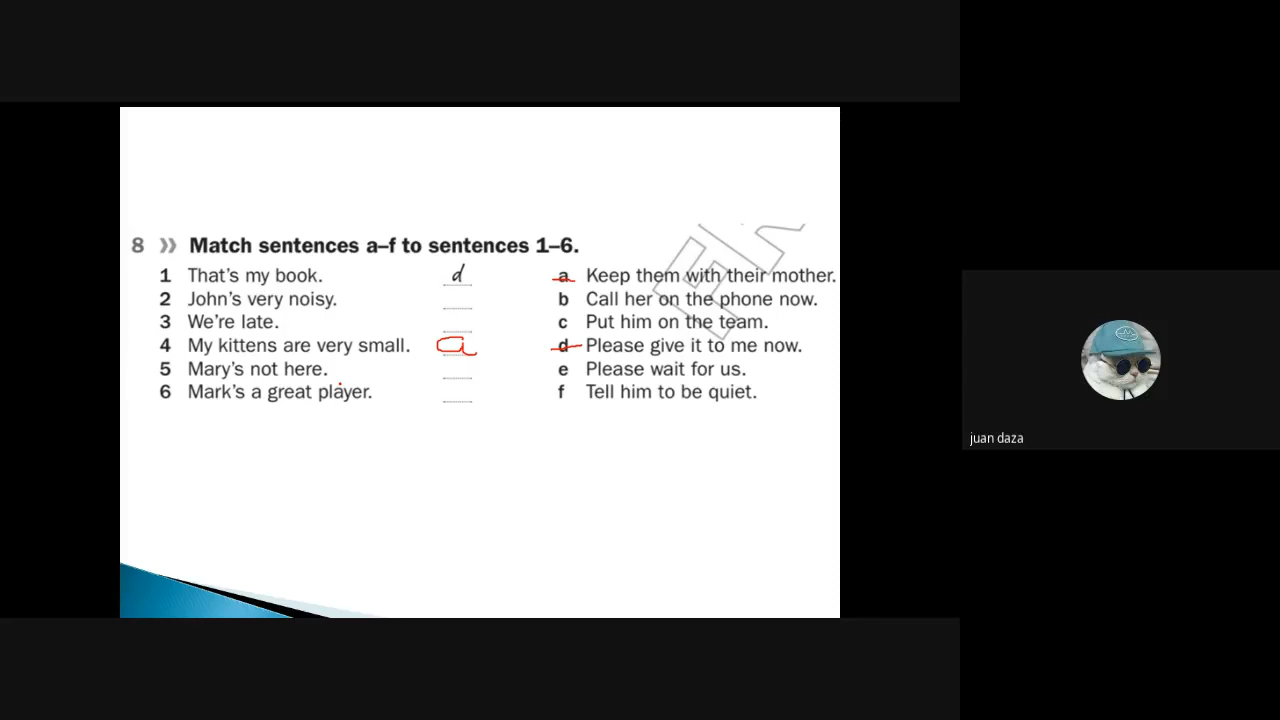 8 » Match sentences a–f to sentences 1–6.
1 That's my book. d a Keep them with their mother.
2 John's very noisy. b Call her on the phone now.
3 We're late. c Put him on the team.
4 My kittens are very small. a d Please give it to me now.
5 Mary's not here. e Please wait for us.
6 Mark's a great player. f Tell him to be quiet.
juan daza